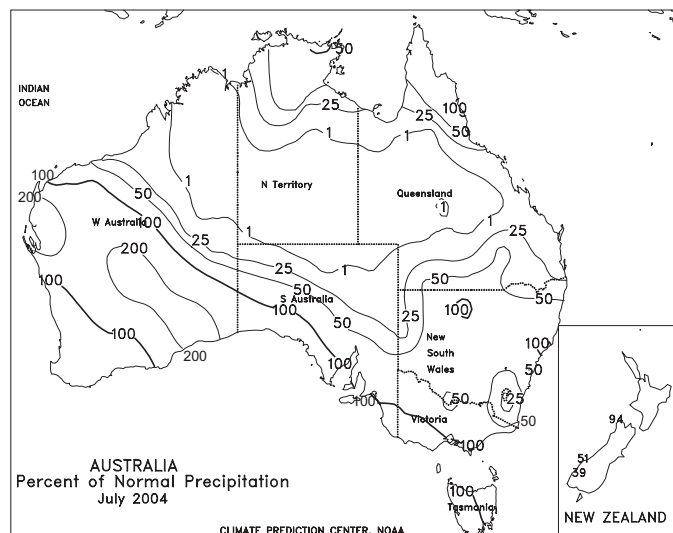 50
INDIAN
OCEAN
1
100
25
25
50
1
1
100
200
50
1
N Territory
Queensland
1
W Australia
100
1
200
25
1
25
25
1
50
50
S Australia
50
100
100
100
50
25
New
South
Wales
100
100
50
100
50
25
100
Victoria
50
94
200
100
51
39
100
Tasmania
AUSTRALIA
Percent of Normal Precipitation
July 2004
NEW ZEALAND
CLIMATE PREDICTION CENTER, NOAA